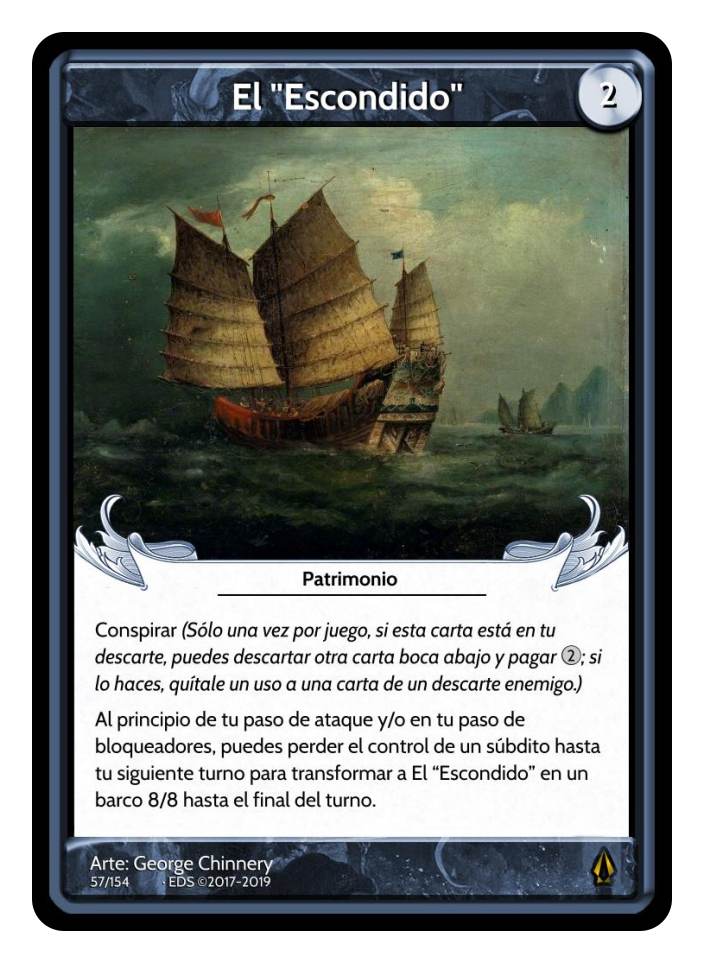 El "Escondido"
2
Patrimonio
Conspirar (Sólo una vez por juego, si esta carta está en tu
descarte, puedes descartar otra carta boca abajo y pagar 2; si
lo haces, quítale un uso a una carta de un descarte enemigo.)
Al principio de tu paso de ataque y/o en tu paso de
bloqueadores, puedes perder el control de un súbdito hasta
tu siguiente turno para transformar a El “Escondido” en un
barco 8/8 hasta el final del turno.
Arte: George Chinnery
57/154 · EDS ©2017-2019